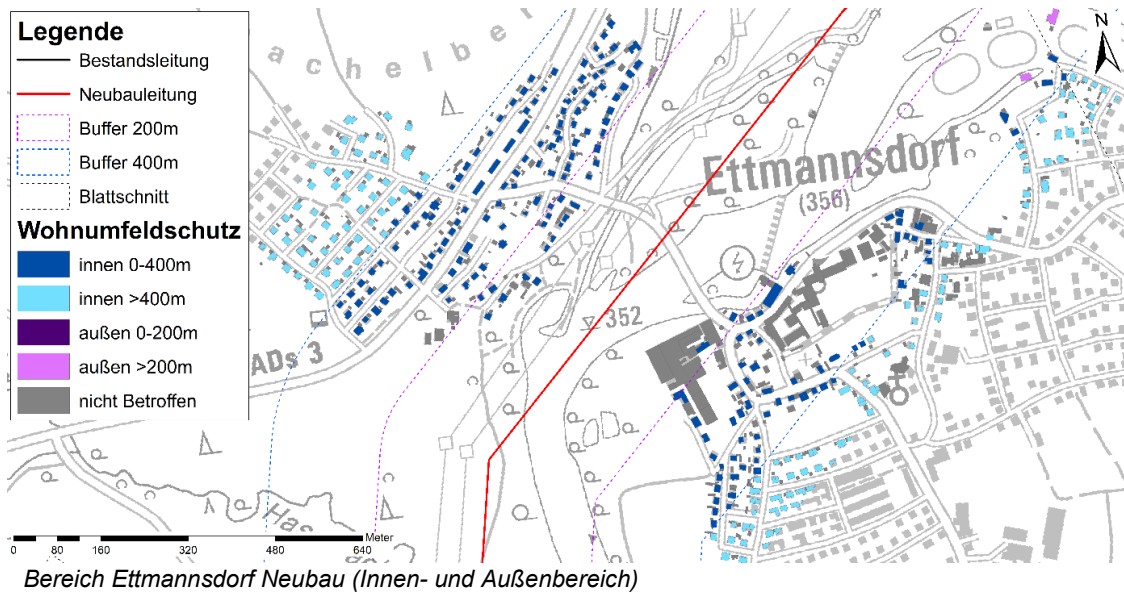 Legende
Bestandsleitung
Neubauleitung
Buffer 200m
Buffer 400m
Blattschnitt
Wohnumfeldschutz
innen 0-400m
innen >400m
außen 0-200m
außen >200m
nicht Betroffen
achelber
N
Ettmannsdorf
(356)
352
ADs 3
Has
0 80 160 320 480 640 Meter
Bereich Ettmannsdorf Neubau (Innen- und Außenbereich)